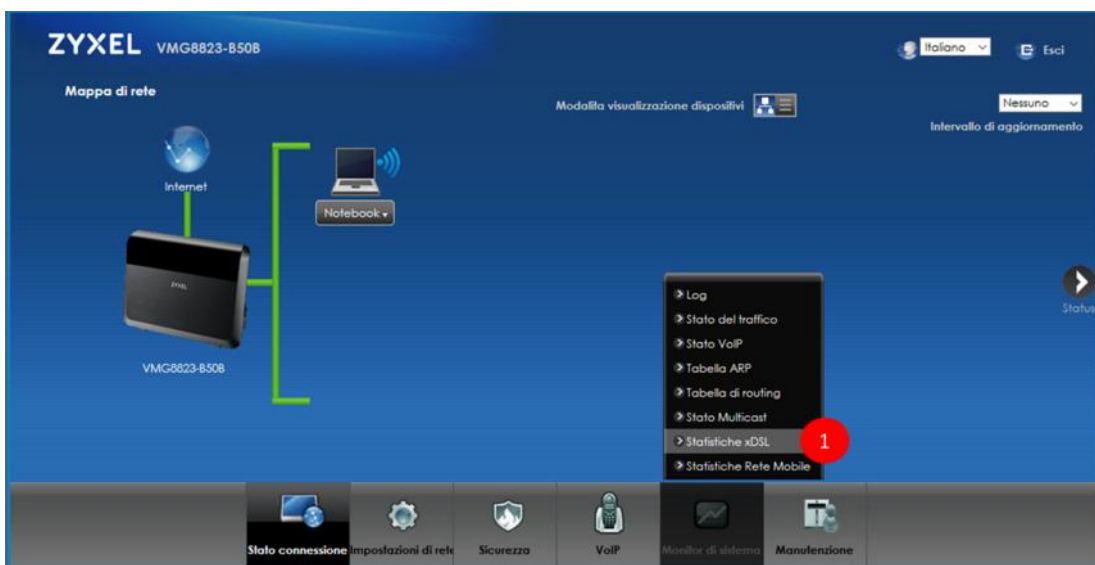 ZYXEL VMG8823-B50B
Italiano
Esci
Mappa di rete
Modalita visualizzazione dispositivi
Nessuno
Intervallo di aggiornamento
Internet
Notebook
ZYXEL
VMG8823-B50B
Status
Log
Stato del traffico
Stato VoIP
Tabella ARP
Tabella di routing
Stato Multicast
Statistiche xDSL
1
Statistiche Rete Mobile
Stato connessione
Impostazioni di rete
Sicurezza
VoIP
Monitor di sistema
Manutenzione